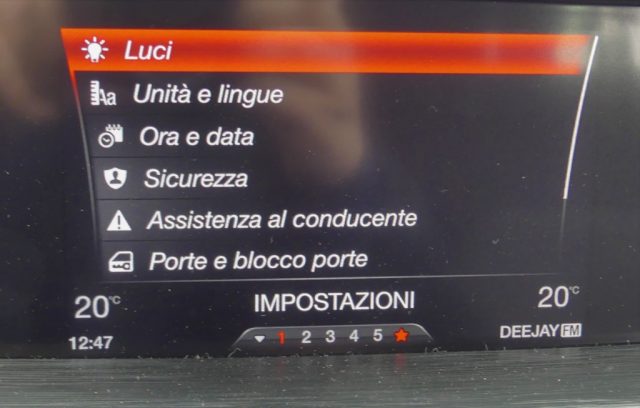 Luci
Aa Unità e lingue
Ora e data
Sicurezza
Assistenza al conducente
Porte e blocco porte
20°C IMPOSTAZIONI 20°C
12:47 1 2 3 4 5 DEEJAY FM